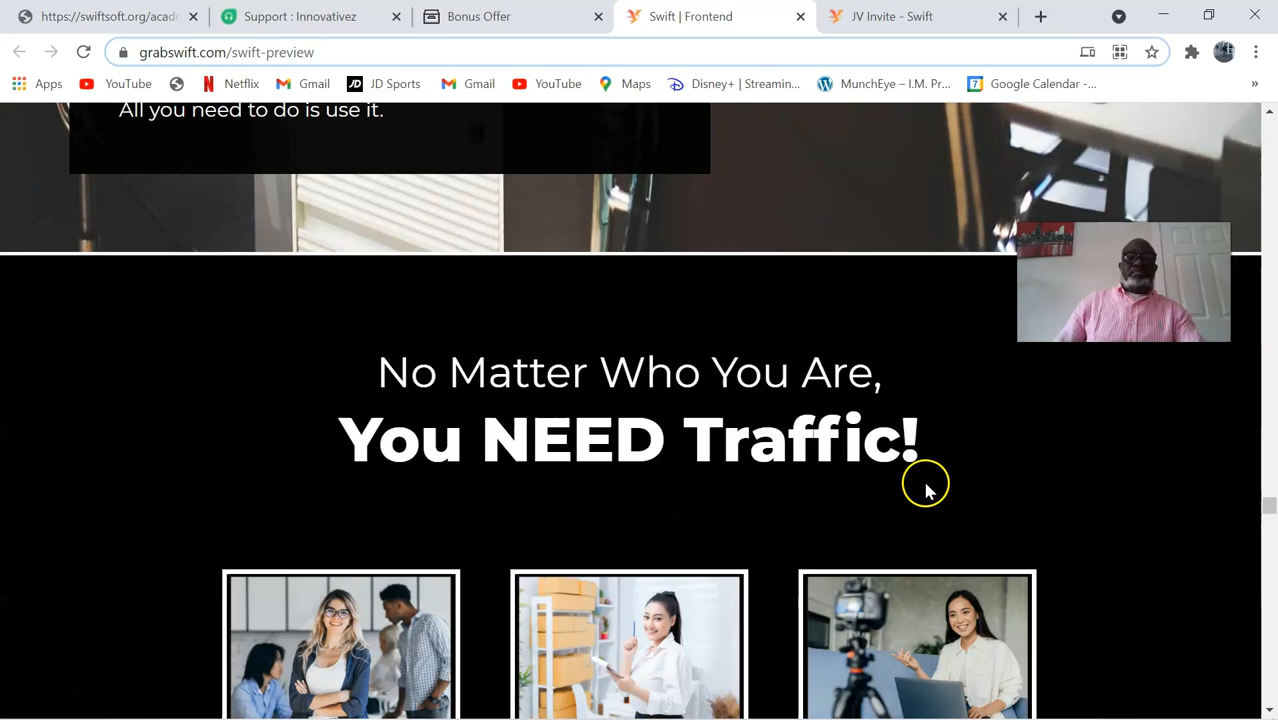 https://swiftsoft.org/acad
Support : Innovativez
Bonus Offer
Swift | Frontend
JV Invite - Swift
grabswift.com/swift-preview
Apps
YouTube
Netflix
Gmail
JD Sports
Gmail
YouTube
Maps
Disney+ | Streamin...
MunchEye – I.M. Pr...
Google Calendar -...
All you need to do is use it.
No Matter Who You Are,
You NEED Traffic!